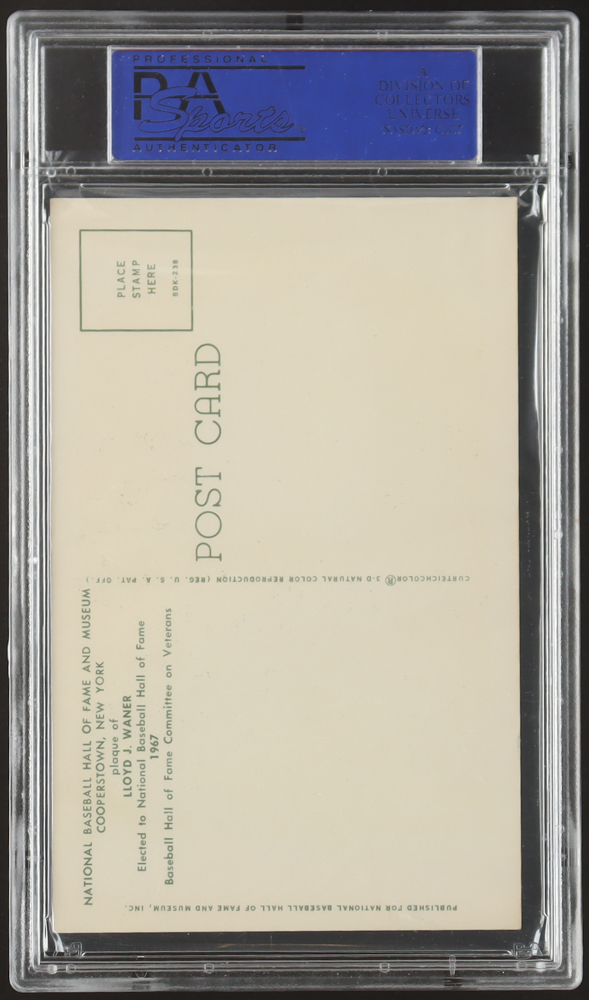 PROFESSIONAL
PSA
Sports
AUTHENTICATOR
A
DIVISION OF
COLLECTORS
UNIVERSE
NATIONAL BASEBALL HALL OF FAME AND MUSEUM
COOPERSTOWN, NEW YORK
plaque of
LLOYD J. WANER
Elected to National Baseball Hall of Fame
1967
Baseball Hall of Fame Committee on Veterans
PLACE
STAMP
HERE
BDK-238
POST CARD
CURTEICHCOLOR® 3-D NATURAL COLOR REPRODUCTION (REG. U. S. A. PAT. OFF.)
PUBLISHED FOR NATIONAL BASEBALL HALL OF FAME AND MUSEUM, INC.